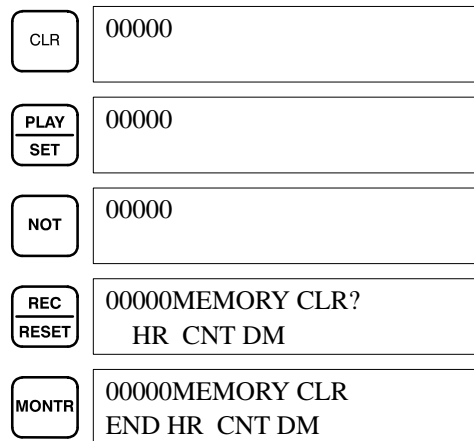 CLR
00000
PLAY
SET
00000
NOT
00000
REC
RESET
00000MEMORY CLR?
HR CNT DM
MONTR
00000MEMORY CLR
END HR CNT DM